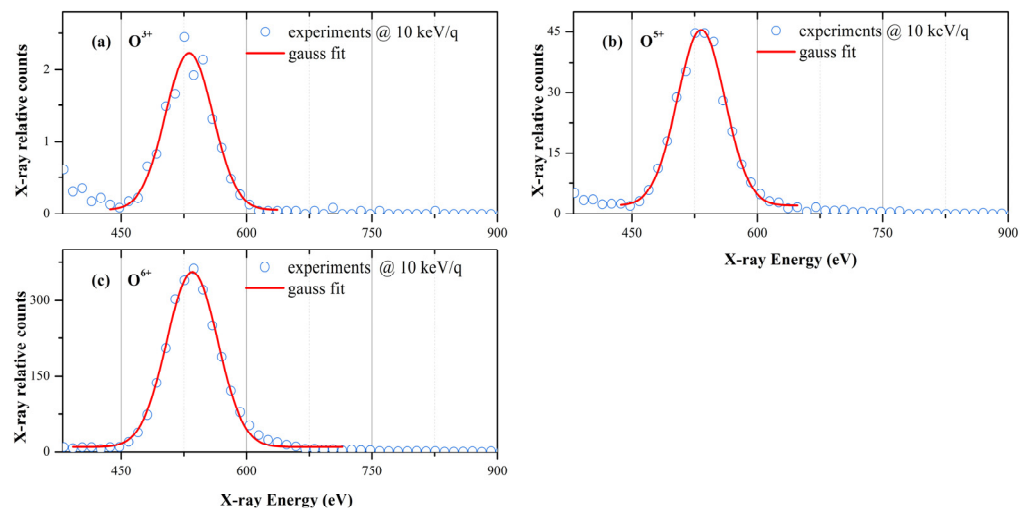 (a) O³⁺
experiments @ 10 keV/q
gauss fit
X-ray relative counts
2
1
0
450 600 750 900
(b) O⁵⁺
experiments @ 10 keV/q
gauss fit
X-ray relative counts
45
30
15
0
450 600 750 900
X-ray Energy (eV)
(c) O⁶⁺
experiments @ 10 keV/q
gauss fit
X-ray relative counts
300
150
0
450 600 750 900
X-ray Energy (eV)